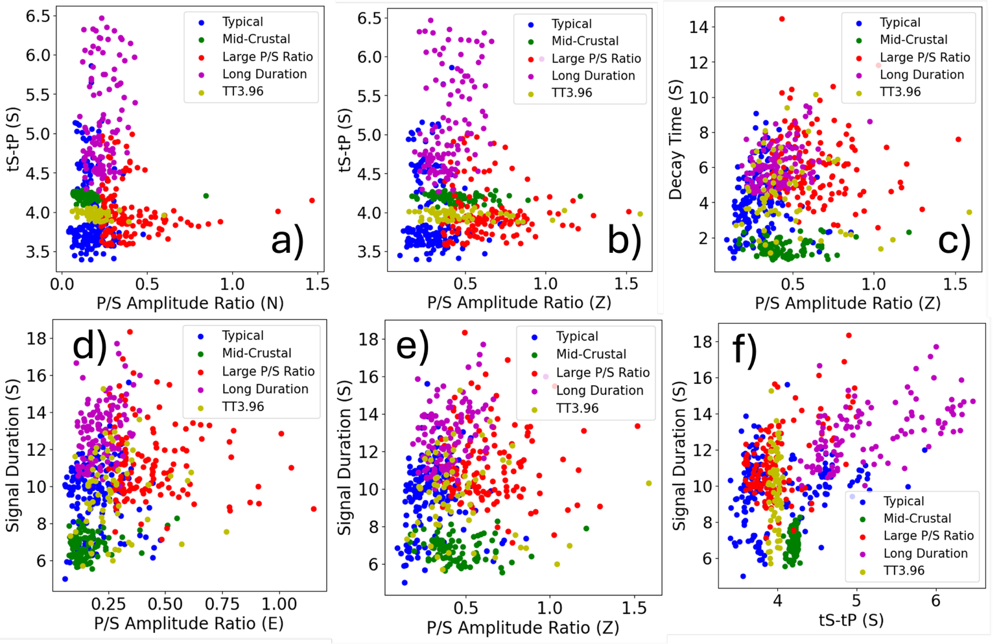 6.5
6.0
5.5
5.0
4.5
4.0
3.5
tS-tP (S)
Typical
Mid-Crustal
Large P/S Ratio
Long Duration
TT3.96
a)
0.0 0.5 1.0 1.5
P/S Amplitude Ratio (N)
6.5
6.0
5.5
5.0
4.5
4.0
3.5
tS-tP (S)
Typical
Mid-Crustal
Large P/S Ratio
Long Duration
TT3.96
b)
0.5 1.0 1.5
P/S Amplitude Ratio (Z)
14
12
10
8
6
4
2
Decay Time (S)
Typical
Mid-Crustal
Large P/S Ratio
Long Duration
TT3.96
c)
0.5 1.0 1.5
P/S Amplitude Ratio (Z)
18
16
14
12
10
8
6
Signal Duration (S)
d)
Typical
Mid-Crustal
Large P/S Ratio
Long Duration
TT3.96
0.25 0.50 0.75 1.00
P/S Amplitude Ratio (E)
18
16
14
12
10
8
6
Signal Duration (S)
e)
Typical
Mid-Crustal
Large P/S Ratio
Long Duration
TT3.96
0.5 1.0 1.5
P/S Amplitude Ratio (Z)
18
16
14
12
10
8
6
Signal Duration (S)
f)
Typical
Mid-Crustal
Large P/S Ratio
Long Duration
TT3.96
4 5 6
tS-tP (S)